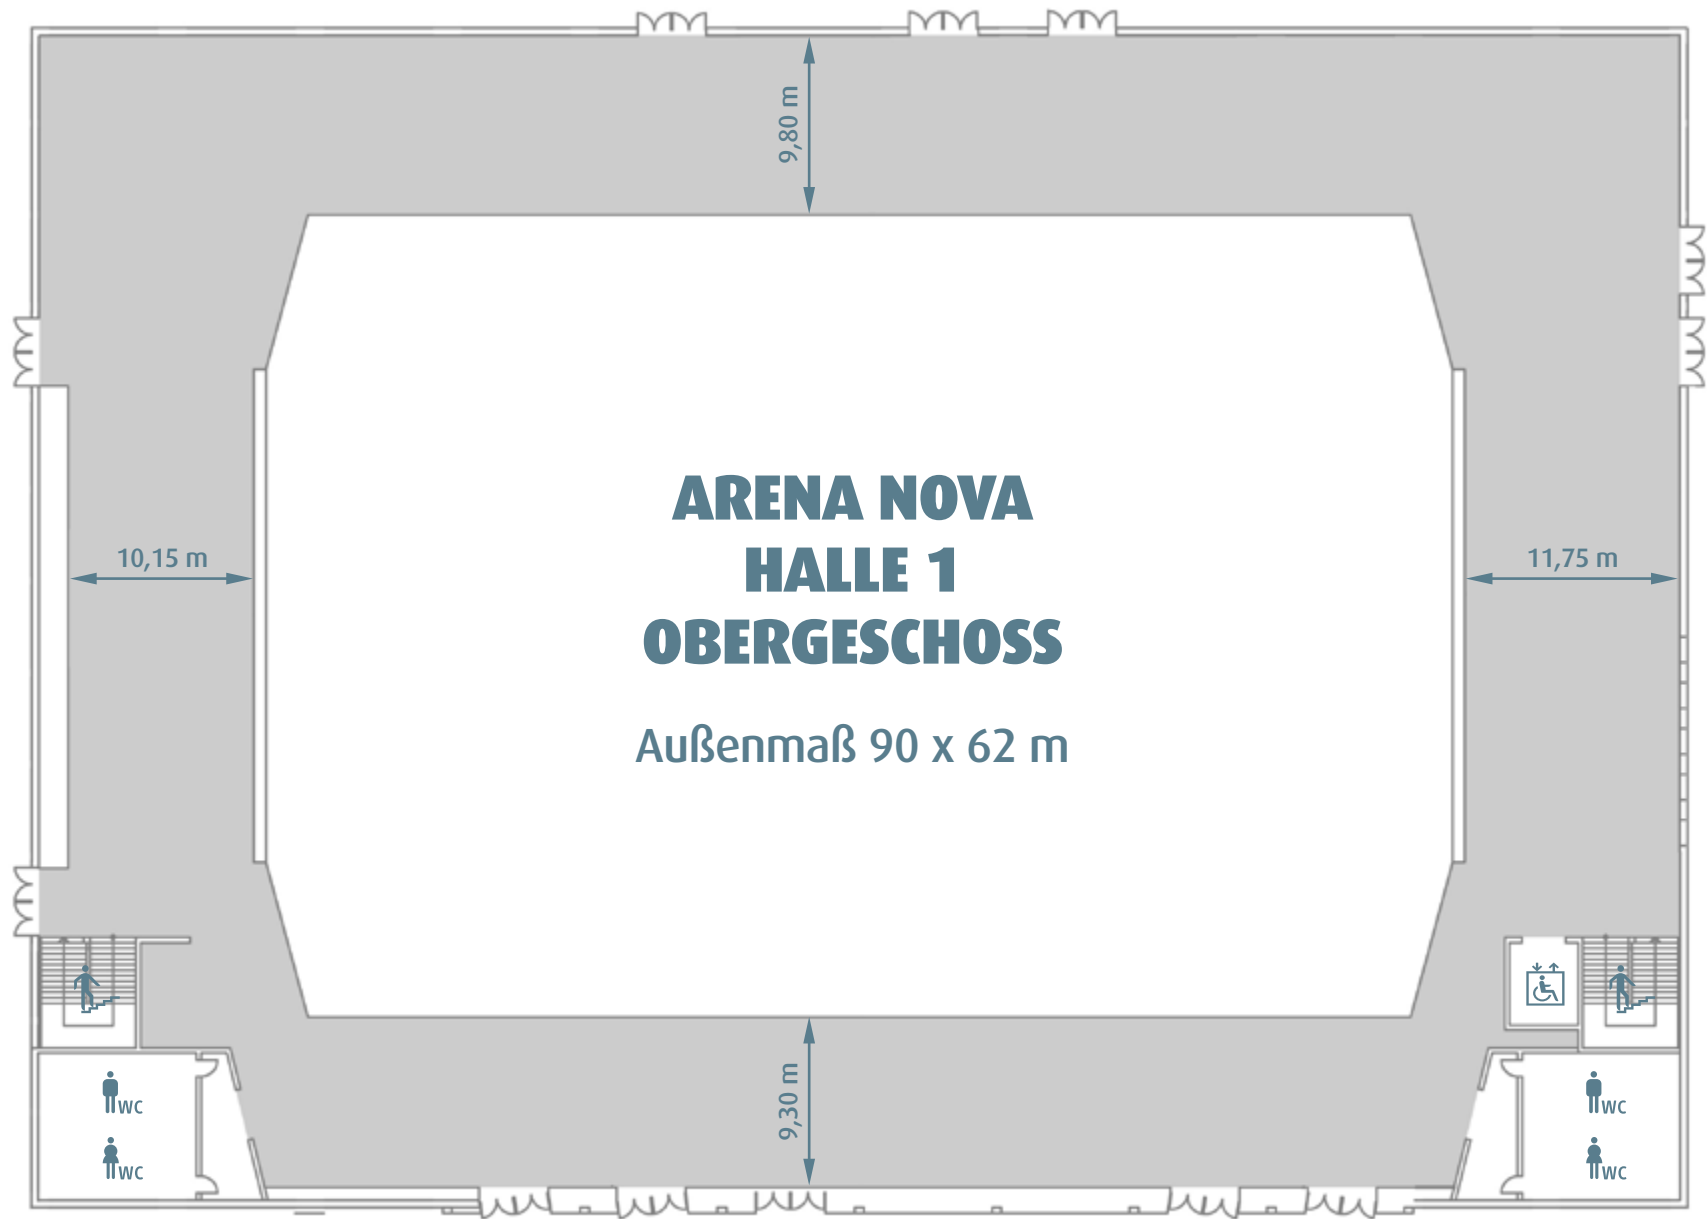 9,80 m
ARENA NOVA
HALLE 1
OBERGESCHOSS
Außenmaß 90 x 62 m
10,15 m
11,75 m
9,30 m
WC
WC
WC
WC